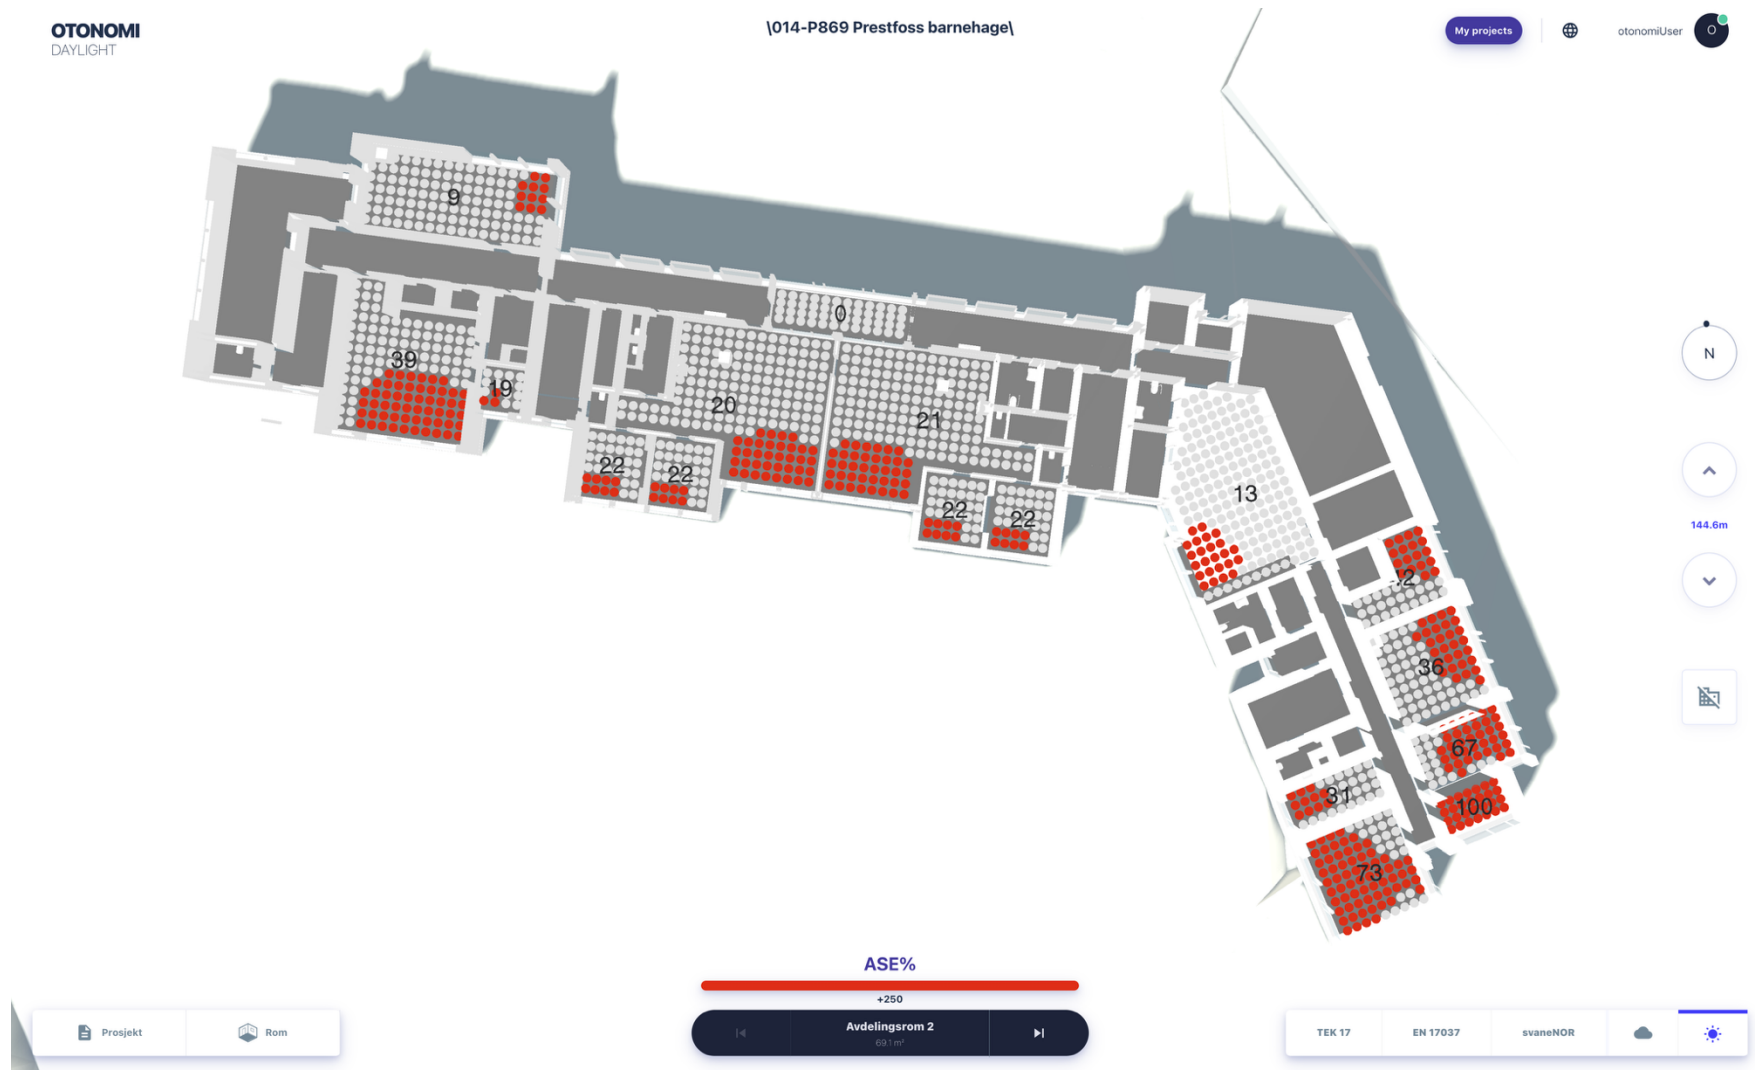 OTONOMI
DAYLIGHT
\014-P869 Prestfoss barnehage\
My projects
otonomiUser
O
9
0
39
19
20
21
22
22
22
22
13
36
67
31
100
73
N
144.6m
ASE%
+250
Prosjekt
Rom
Avdelingsrom 2
69.1 m²
TEK 17
EN 17037
svaneNOR